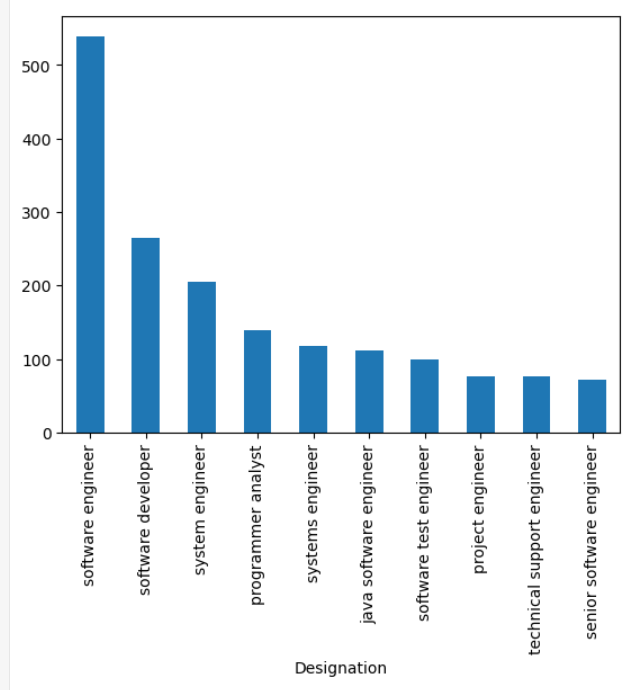 500
400
300
200
100
0
software engineer
software developer
system engineer
programmer analyst
systems engineer
java software engineer
software test engineer
project engineer
technical support engineer
senior software engineer
Designation